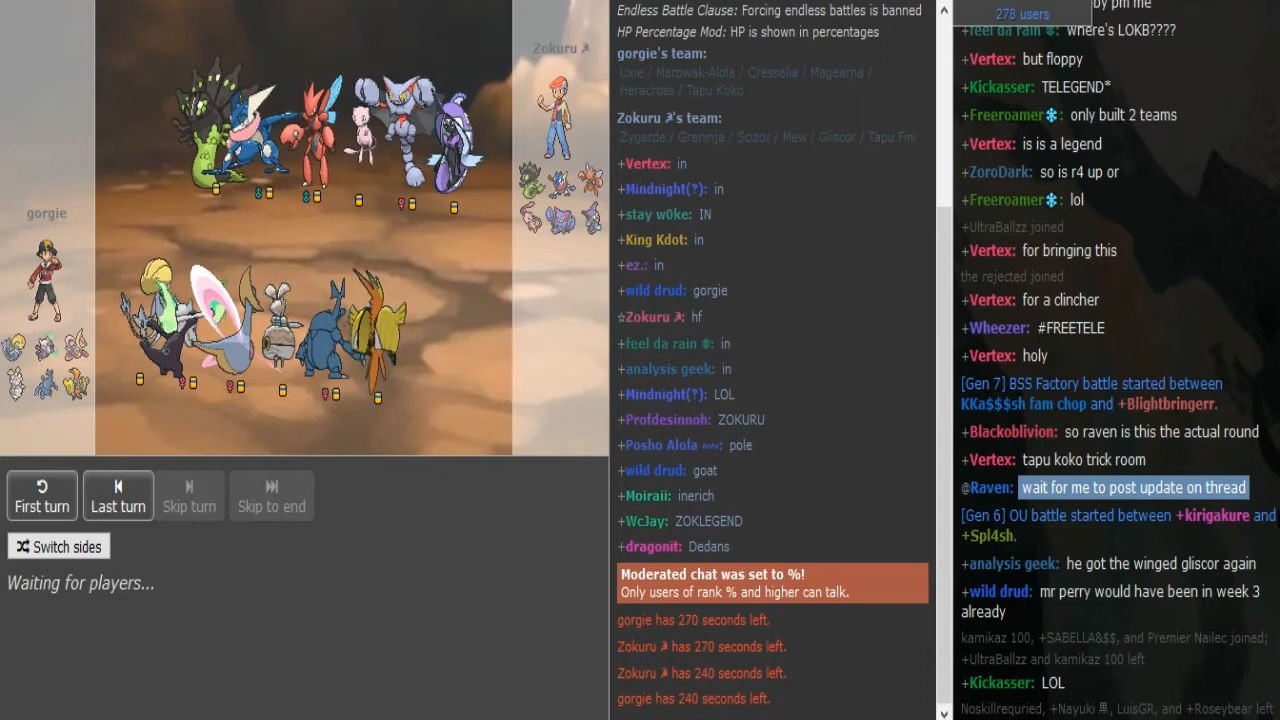 Zokuru
gorgie
First turn
Last turn
Skip turn
Skip to end
Switch sides
Waiting for players...
Endless Battle Clause: Forcing endless battles is banned
HP Percentage Mod: HP is shown in percentages
gorgie's team:
Uxie / Marowak-Alola / Cresselia / Magearna /
Heracross / Tapu Koko
Zokuru's team:
Zygarde / Greninja / Scizor / Mew / Gliscor / Tapu Fini
+Vertex: in
+Mindnight(?): in
+stay w0ke: IN
+King Kdot: in
+ez.: in
+wild drud: gorgie
☆Zokuru: hf
+feel da rain ❄: in
+analysis geek: in
+Mindnight(?): LOL
+Profdesinnoh: ZOKURU
+Posho Alola ~~: pole
+wild drud: goat
+Moiraii: inerich
+WcJay: ZOKLEGEND
+dragonit: Dedans
Moderated chat was set to %!
Only users of rank % and higher can talk.
gorgie has 270 seconds left.
Zokuru has 270 seconds left.
Zokuru has 240 seconds left.
gorgie has 240 seconds left.
278 users
by pm me
+feel da rain ❄: where's LOKB????
+Vertex: but floppy
+Kickasser: TELEGEND*
+Freeroamer❄: only built 2 teams
+Vertex: is is a legend
+ZoroDark: so is r4 up or
+Freeroamer❄: lol
+UltraBallzz joined
+Vertex: for bringing this
the rejected joined
+Vertex: for a clincher
+Wheezer: #FREETELE
+Vertex: holy
[Gen 7] BSS Factory battle started between
KKa$$$sh fam chop and +Blightbringerr.
+Blackoblivion: so raven is this the actual round
+Vertex: tapu koko trick room
@Raven: wait for me to post update on thread
[Gen 6] OU battle started between +kirigakure and
+Spl4sh.
+analysis geek: he got the winged gliscor again
+wild drud: mr perry would have been in week 3
already
kamikaz 100, +SABELLA&$$, and Premier Nailec joined;
+UltraBallzz and kamikaz 100 left
+Kickasser: LOL
Noskillrequried, +Nayuki 黒, LuisGR, and +Roseybear left